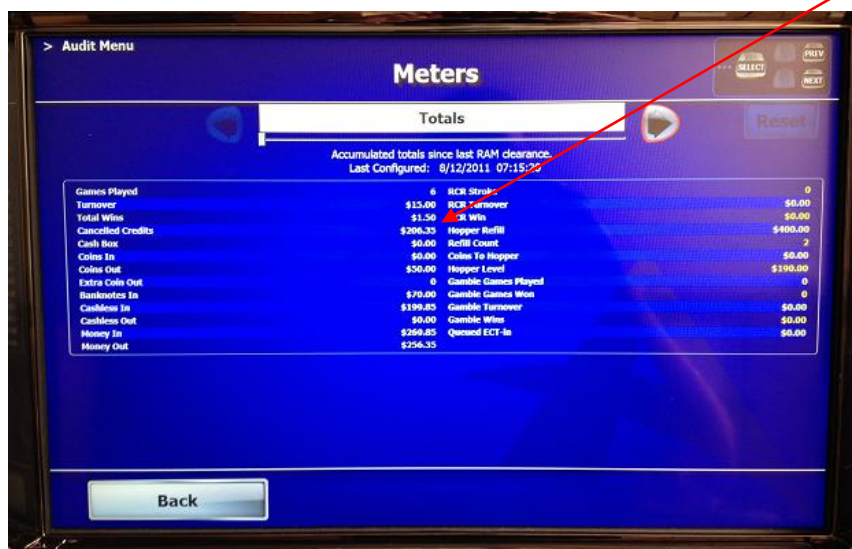 > Audit Menu
Meters
... SELECT
PREV
NEXT
Totals
Reset
Accumulated totals since last RAM clearance.
Last Configured: 8/12/2011 07:15:20
Games Played 6 RCR Stroke 0
Turnover $15.00 RCR Turnover $0.00
Total Wins $1.50 RCR Win $0.00
Cancelled Credits $206.35 Hopper Refill $400.00
Cash Box $0.00 Refill Count 2
Coins In $0.00 Coins To Hopper $0.00
Coins Out $50.00 Hopper Level $190.00
Extra Coin Out 0 Gamble Games Played 0
Banknotes In $70.00 Gamble Games Won 0
Cashless In $199.85 Gamble Turnover $0.00
Cashless Out $0.00 Gamble Wins $0.00
Money In $269.85 Queued ECT-in $0.00
Money Out $256.35
Back